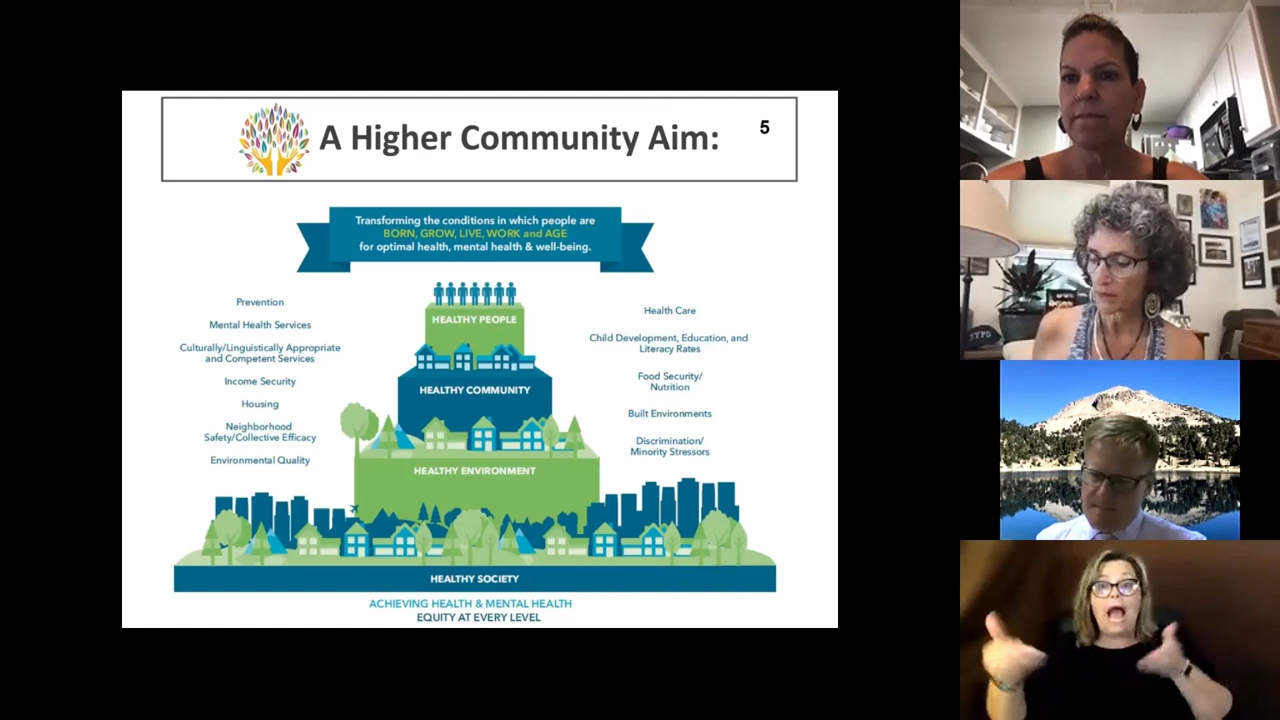 A Higher Community Aim:
5
Transforming the conditions in which people are
BORN, GROW, LIVE, WORK and AGE
for optimal health, mental health & well-being.
Prevention
Mental Health Services
Culturally/Linguistically Appropriate
and Competent Services
Income Security
Housing
Neighborhood
Safety/Collective Efficacy
Environmental Quality
HEALTHY PEOPLE
HEALTHY COMMUNITY
HEALTHY ENVIRONMENT
Health Care
Child Development, Education, and
Literacy Rates
Food Security/
Nutrition
Built Environments
Discrimination/
Minority Stressors
HEALTHY SOCIETY
ACHIEVING HEALTH & MENTAL HEALTH
EQUITY AT EVERY LEVEL
NYPD